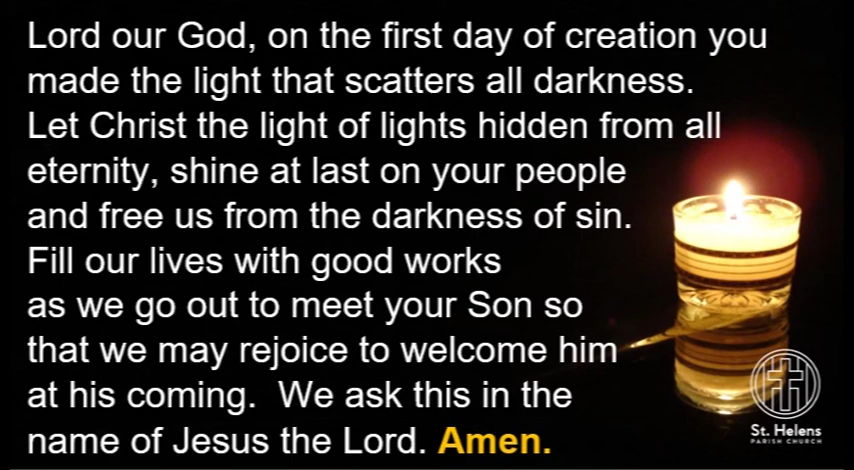 Lord our God, on the first day of creation you
made the light that scatters all darkness.
Let Christ the light of lights hidden from all
eternity, shine at last on your people
and free us from the darkness of sin.
Fill our lives with good works
as we go out to meet your Son so
that we may rejoice to welcome him
at his coming.  We ask this in the
name of Jesus the Lord. Amen.
St. Helens
PARISH CHURCH